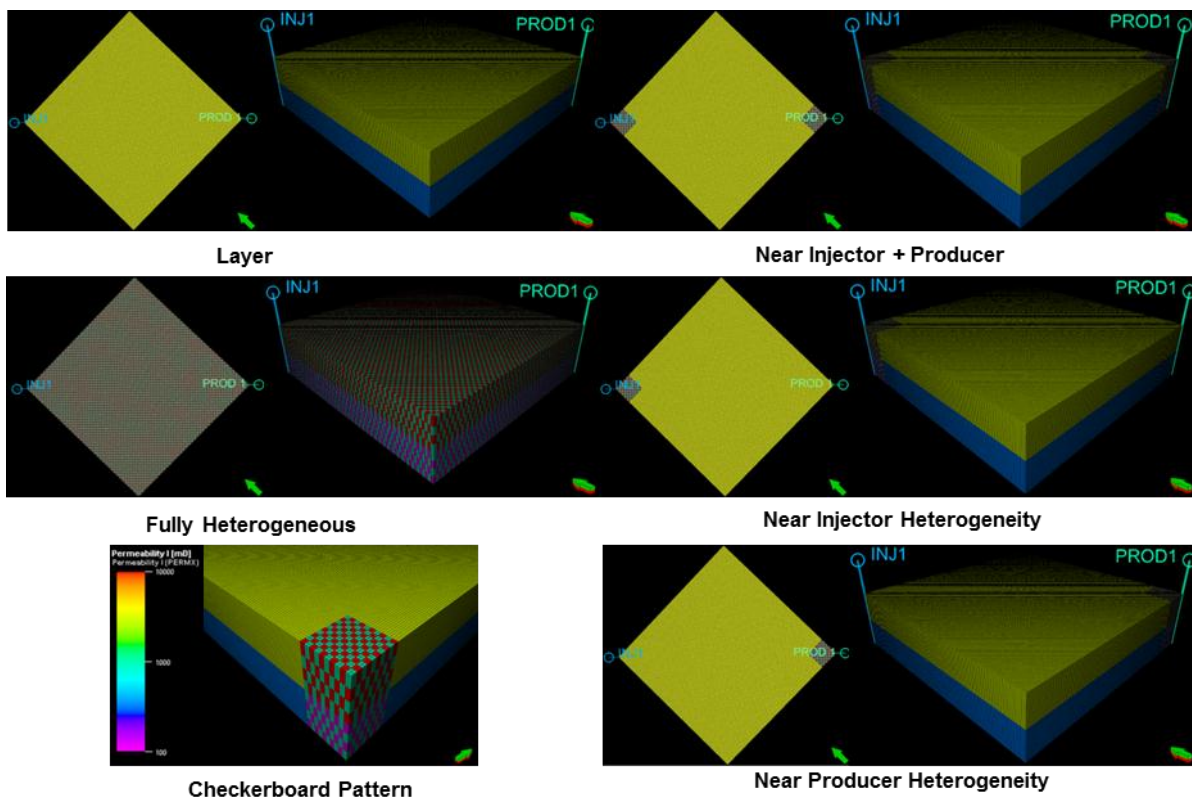 INJ1
PROD1
INJ1
PROD 1
Layer
INJ1
PROD1
INJ1
PROD 1
Near Injector + Producer
INJ1
PROD1
INJ1
PROD 1
Fully Heterogeneous
INJ1
PROD1
INJ1
PROD 1
Near Injector Heterogeneity
Permeability I [mD]
Permeability I (PERMX)
10000
1000
100
Checkerboard Pattern
INJ1
PROD1
INJ1
PROD 1
Near Producer Heterogeneity